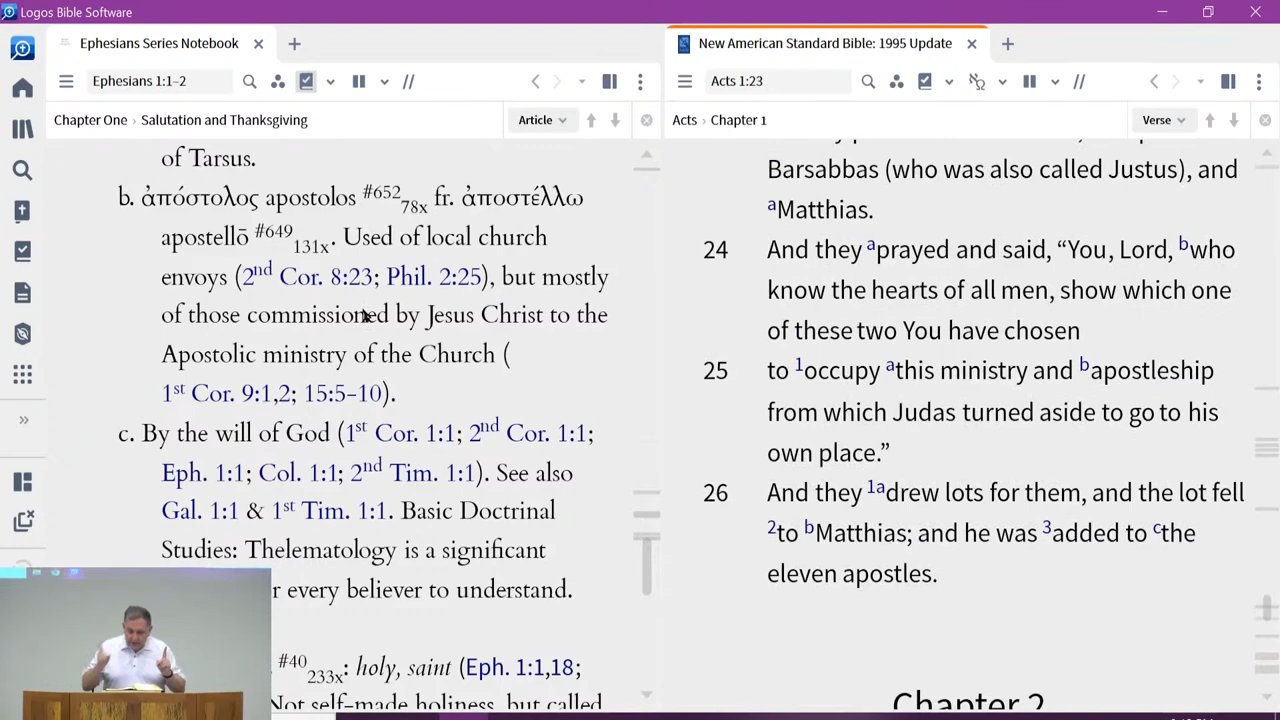 Logos Bible Software
Ephesians Series Notebook
Ephesians 1:1–2
Chapter One › Salutation and Thanksgiving
Article
of Tarsus.
b. ἀπόστολος apostolos #652 78x fr. ἀποστέλλω
apostellō #649 131x. Used of local church
envoys (2nd Cor. 8:23; Phil. 2:25), but mostly
of those commissioned by Jesus Christ to the
Apostolic ministry of the Church (
1st Cor. 9:1,2; 15:5–10).
c. By the will of God (1st Cor. 1:1; 2nd Cor. 1:1;
Eph. 1:1; Col. 1:1; 2nd Tim. 1:1). See also
Gal. 1:1 & 1st Tim. 1:1. Basic Doctrinal
Studies: Thelematology is a significant
every believer to understand.
#40 233x: holy, saint (Eph. 1:1,18;
Not self-made holiness, but called
New American Standard Bible: 1995 Update
Acts 1:23
Acts › Chapter 1
Verse
Barsabbas (who was also called Justus), and
aMatthias.
24 And they aprayed and said, “You, Lord, bwho
know the hearts of all men, show which one
of these two You have chosen
25 to 1occupy athis ministry and bapostleship
from which Judas turned aside to go to his
own place.”
26 And they 1adrew lots for them, and the lot fell
2to bMatthias; and he was 3added to cthe
eleven apostles.
Chapter 2